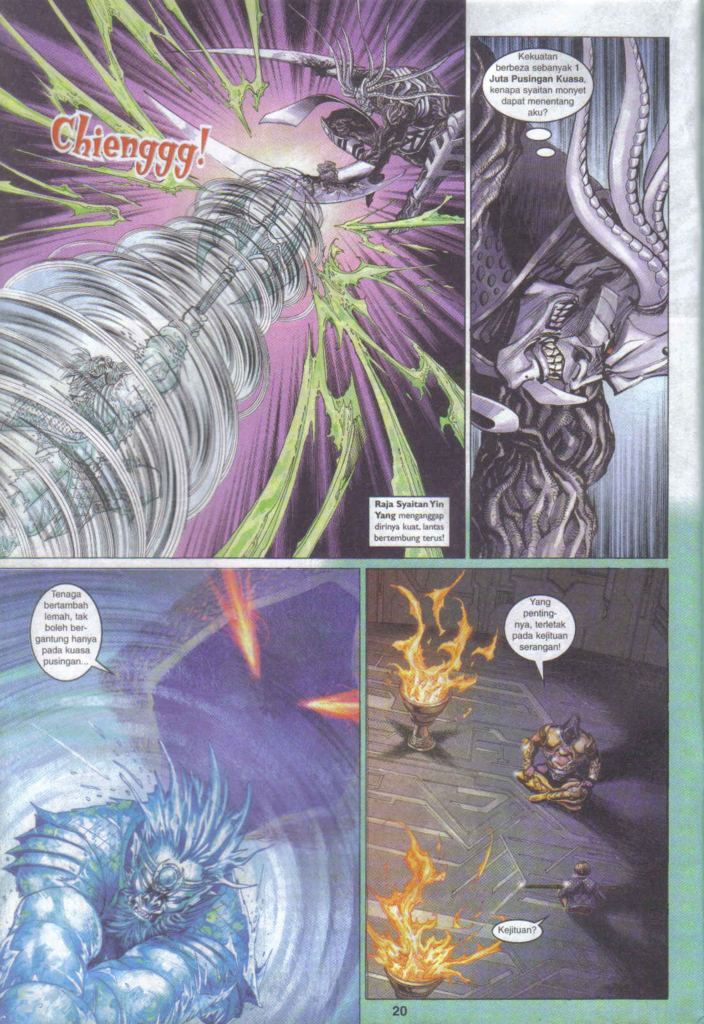 Chienggg!
Raja Syaitan Yin
Yang menganggap
dirinya kuat, lantas
bertembung terus!
Kekuatan
berbeza sebanyak 1
Juta Pusingan Kuasa,
kenapa syaitan monyet
dapat menentang
aku?
Tenaga
bertambah
lemah, tak
boleh ber-
gantung hanya
pada kuasa
pusingan...
Yang
penting-
nya, terletak
pada kejituan
serangan!
Kejituan?
20